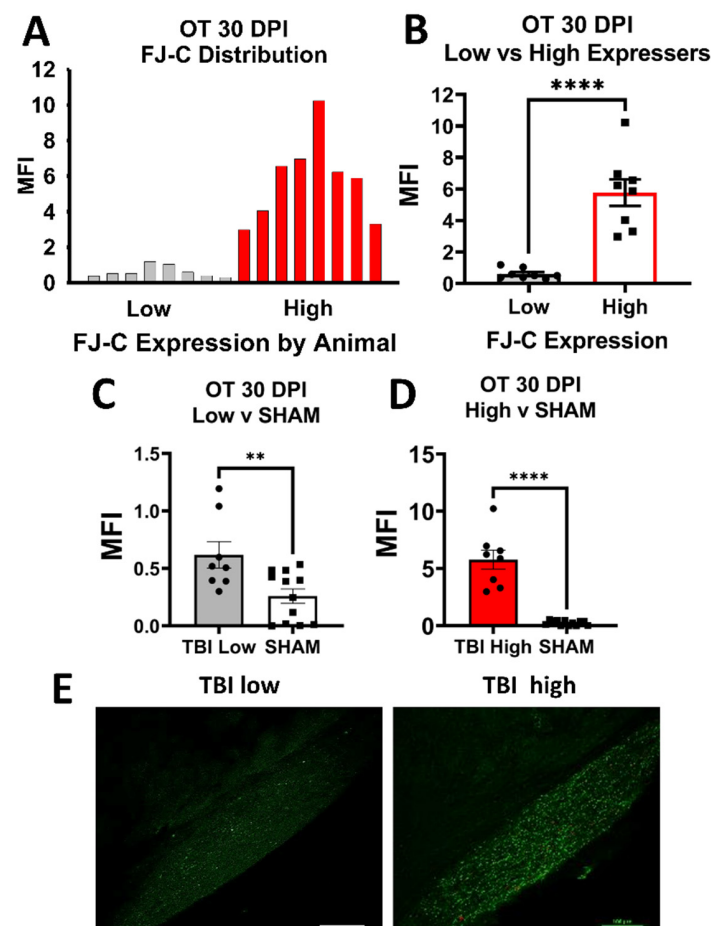 A
OT 30 DPI
FJ-C Distribution
12
10
8
6
4
2
0
MFI
Low
High
FJ-C Expression by Animal
B
OT 30 DPI
Low vs High Expressers
****
12
10
8
6
4
2
0
MFI
Low
High
FJ-C Expression
C
OT 30 DPI
Low v SHAM
**
1.5
1.0
0.5
0.0
MFI
TBI Low
SHAM
D
OT 30 DPI
High v SHAM
****
15
10
5
0
MFI
TBI High
SHAM
E
TBI low
TBI high